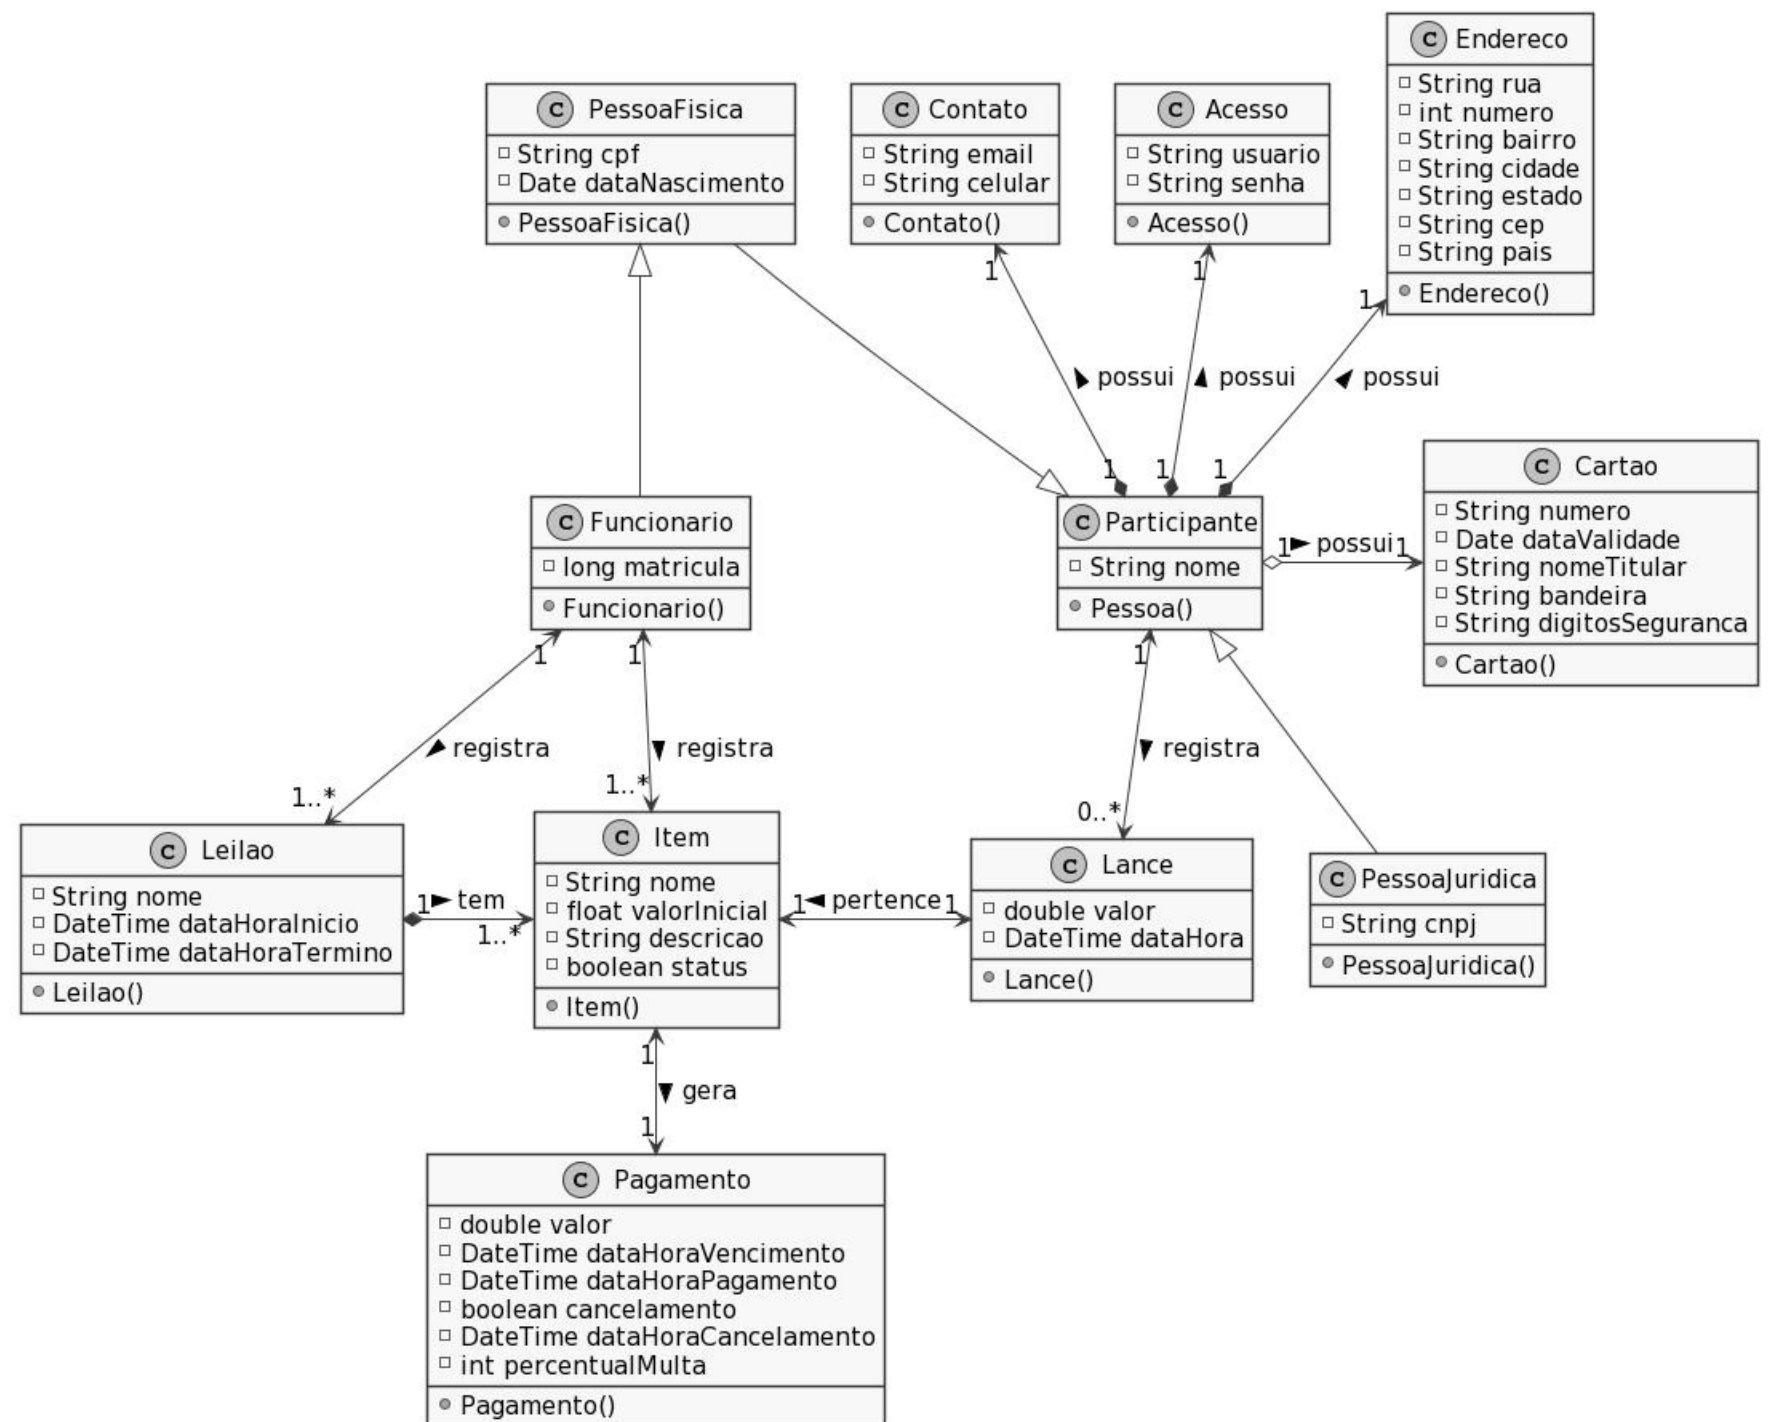 C Endereco
String rua
int numero
String bairro
String cidade
String estado
String cep
String pais
Endereco()
C PessoaFisica
String cpf
Date dataNascimento
PessoaFisica()
C Contato
String email
String celular
Contato()
C Acesso
String usuario
String senha
Acesso()
1
1
1
possui
possui
possui
1
1
1
C Funcionario
long matricula
Funcionario()
C Participante
String nome
Pessoa()
1 possui 1
C Cartao
String numero
Date dataValidade
String nomeTitular
String bandeira
String digitosSeguranca
Cartao()
1
1
1
registra
registra
registra
1..*
1..*
0..*
C Leilao
String nome
DateTime dataHoraInicio
DateTime dataHoraTermino
Leilao()
1 tem
1..*
C Item
String nome
float valorInicial
String descricao
boolean status
Item()
1 pertence 1
C Lance
double valor
DateTime dataHora
Lance()
C PessoaJuridica
String cnpj
PessoaJuridica()
1
gera
1
C Pagamento
double valor
DateTime dataHoraVencimento
DateTime dataHoraPagamento
boolean cancelamento
DateTime dataHoraCancelamento
int percentualMulta
Pagamento()